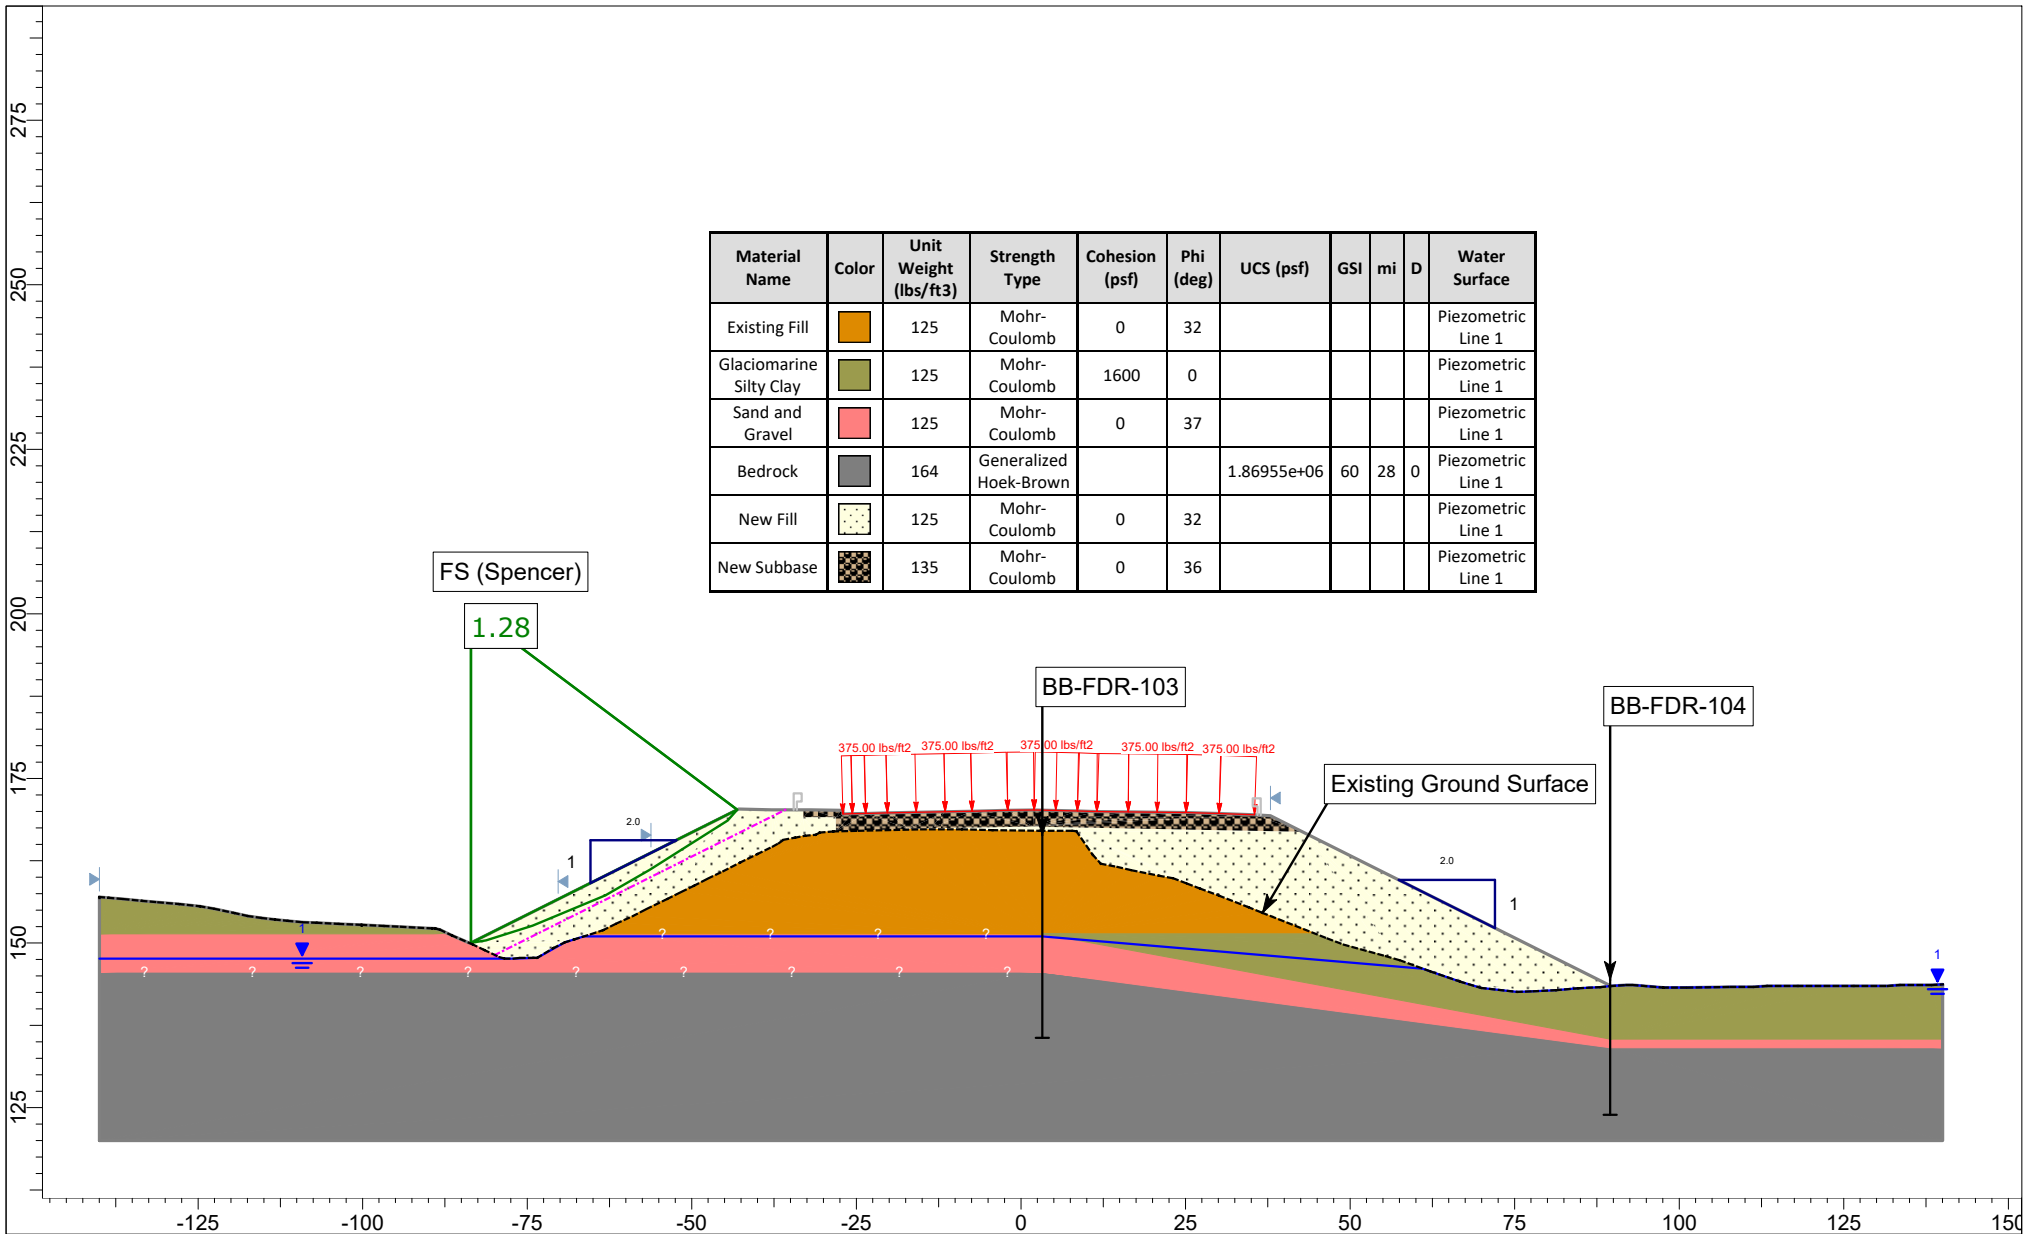 275
250
225
200
175
150
125
Material Name Color Unit Weight (lbs/ft3) Strength Type Cohesion (psf) Phi (deg) UCS (psf) GSI mi D Water Surface
Existing Fill 125 Mohr-Coulomb 0 32 Piezometric Line 1
Glaciomarine Silty Clay 125 Mohr-Coulomb 1600 0 Piezometric Line 1
Sand and Gravel 125 Mohr-Coulomb 0 37 Piezometric Line 1
Bedrock 164 Generalized Hoek-Brown 1.86955e+06 60 28 0 Piezometric Line 1
New Fill 125 Mohr-Coulomb 0 32 Piezometric Line 1
New Subbase 135 Mohr-Coulomb 0 36 Piezometric Line 1
FS (Spencer)
1.28
BB-FDR-103
BB-FDR-104
375.00 lbs/ft2 375.00 lbs/ft2 375.00 lbs/ft2 375.00 lbs/ft2 375.00 lbs/ft2
Existing Ground Surface
2.0
1
2.0
1
1
1
? ? ? ?
? ? ? ? ? ? ? ? ?
-125 -100 -75 -50 -25 0 25 50 75 100 125 150